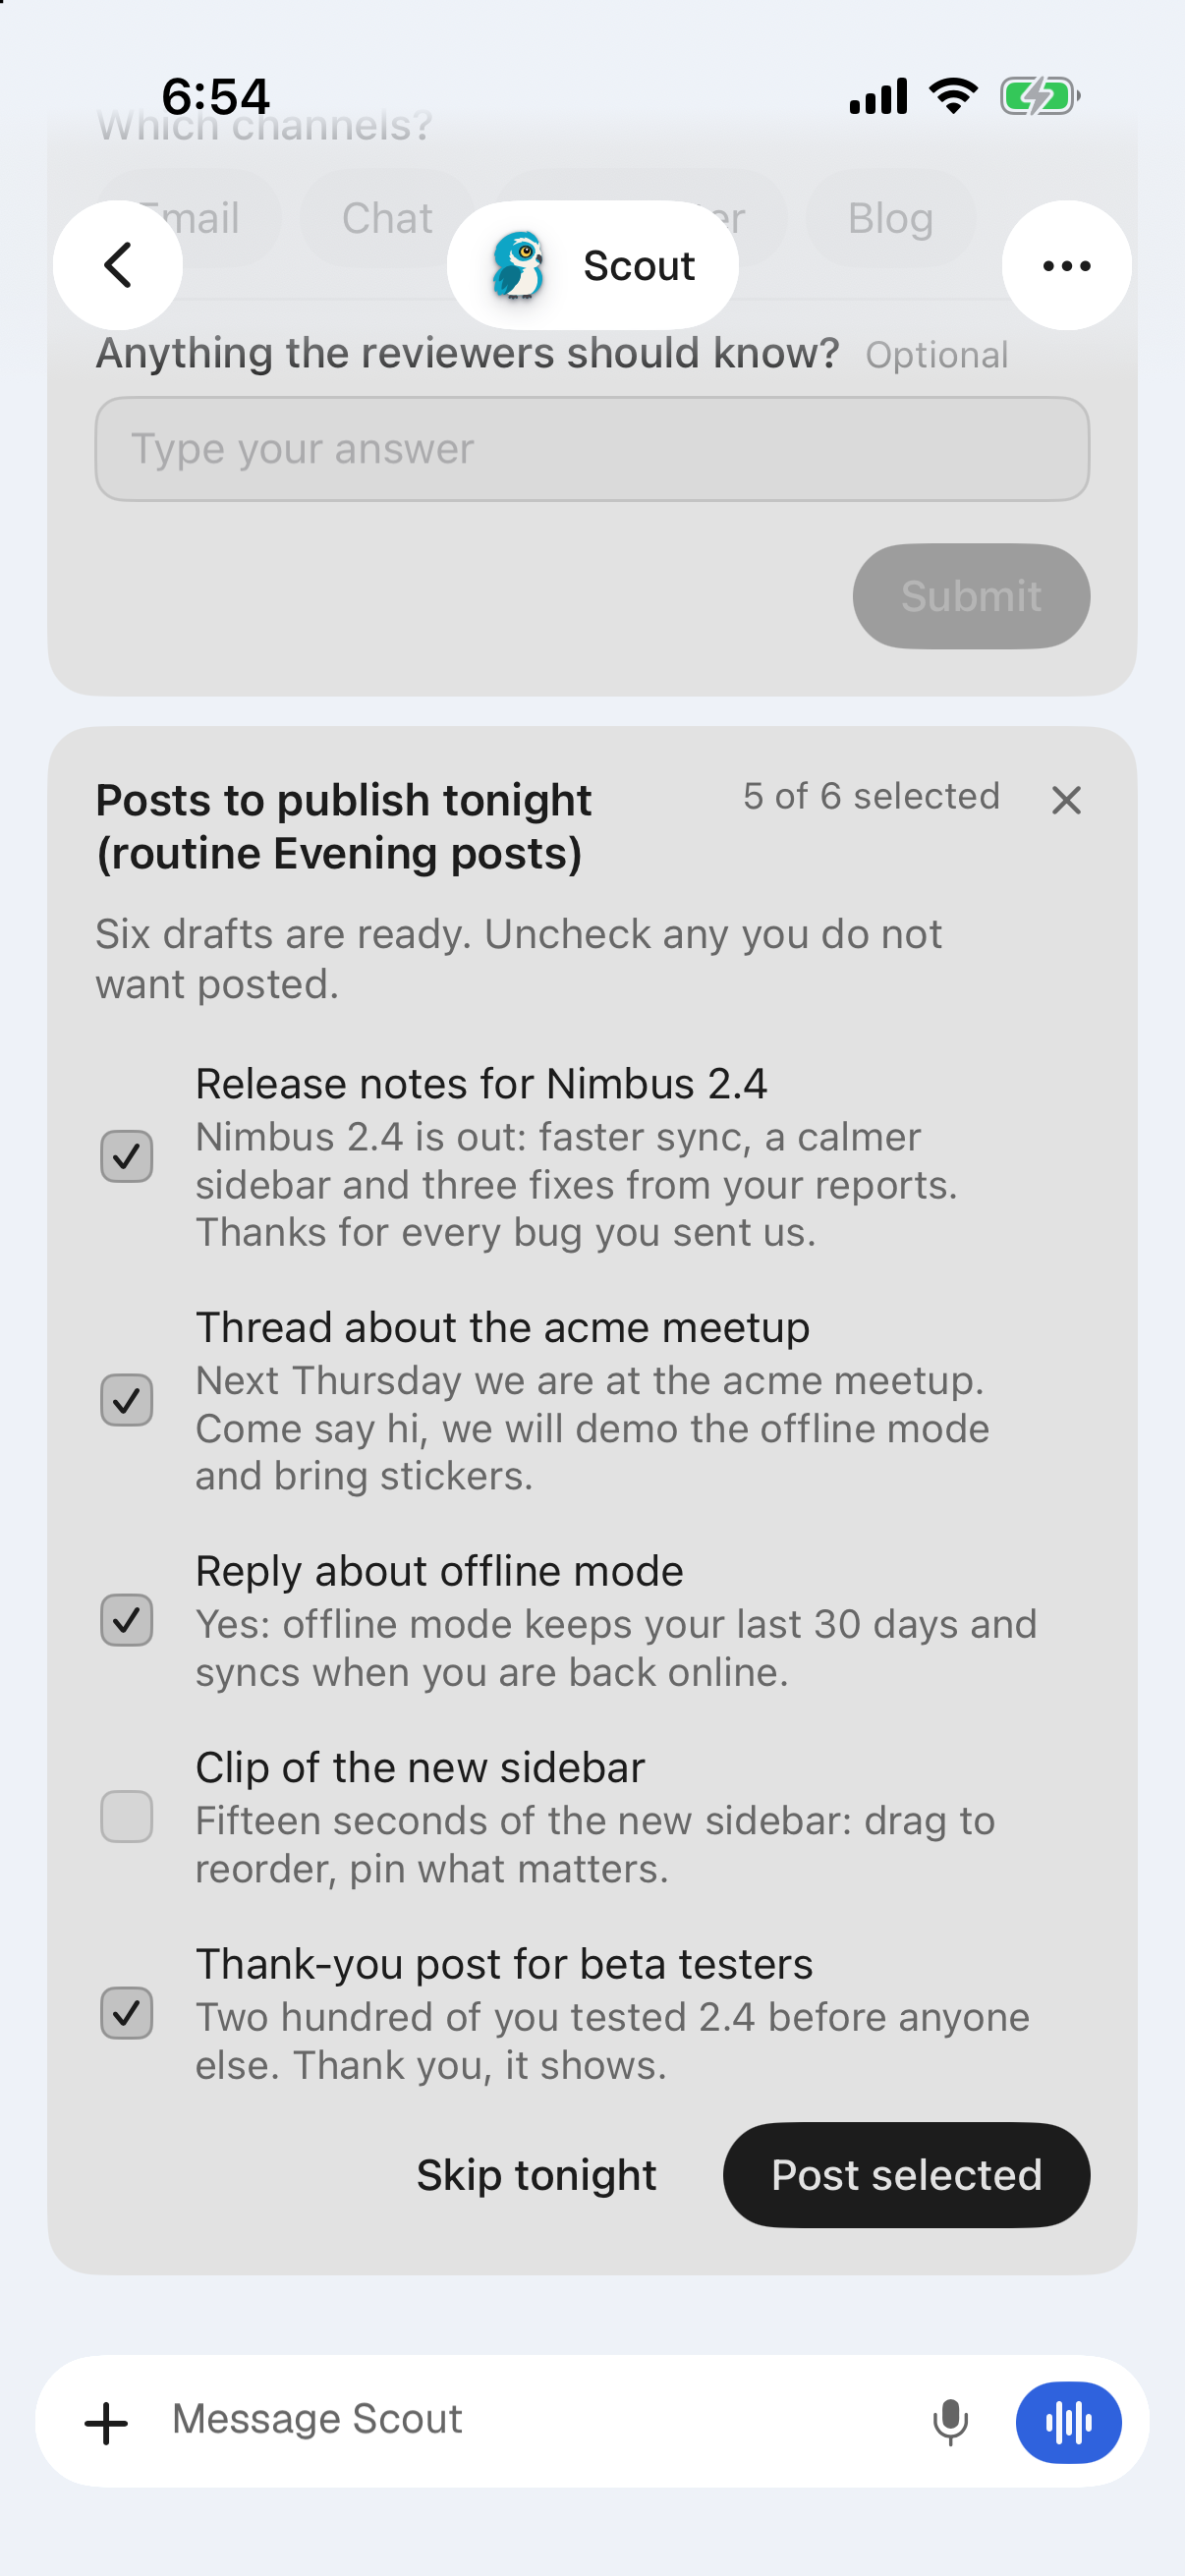 6:54
Which channels?
Email
Chat
Blog
Scout
Anything the reviewers should know? Optional
Type your answer
Submit
Posts to publish tonight
(routine Evening posts)
5 of 6 selected
Six drafts are ready. Uncheck any you do not
want posted.
Release notes for Nimbus 2.4
Nimbus 2.4 is out: faster sync, a calmer
sidebar and three fixes from your reports.
Thanks for every bug you sent us.
Thread about the acme meetup
Next Thursday we are at the acme meetup.
Come say hi, we will demo the offline mode
and bring stickers.
Reply about offline mode
Yes: offline mode keeps your last 30 days and
syncs when you are back online.
Clip of the new sidebar
Fifteen seconds of the new sidebar: drag to
reorder, pin what matters.
Thank-you post for beta testers
Two hundred of you tested 2.4 before anyone
else. Thank you, it shows.
Skip tonight
Post selected
Message Scout